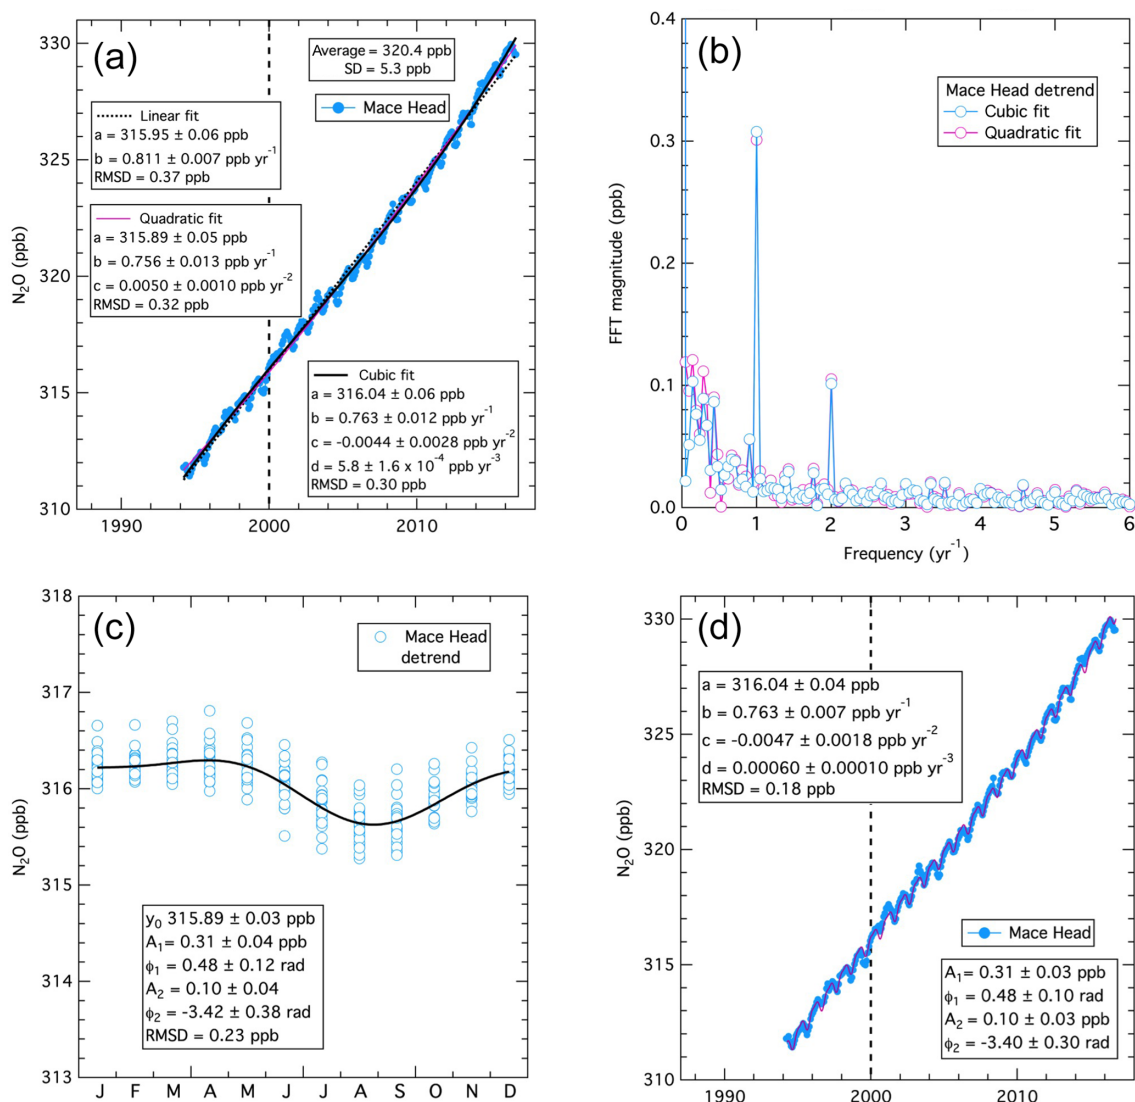 (a)
Average = 320.4 ppb
SD = 5.3 ppb
Mace Head
Linear fit
a = 315.95 ± 0.06 ppb
b = 0.811 ± 0.007 ppb yr⁻¹
RMSD = 0.37 ppb
Quadratic fit
a = 315.89 ± 0.05 ppb
b = 0.756 ± 0.013 ppb yr⁻¹
c = 0.0050 ± 0.0010 ppb yr⁻²
RMSD = 0.32 ppb
Cubic fit
a = 316.04 ± 0.06 ppb
b = 0.763 ± 0.012 ppb yr⁻¹
c = -0.0044 ± 0.0028 ppb yr⁻²
d = 5.8 ± 1.6 x 10⁻⁴ ppb yr⁻³
RMSD = 0.30 ppb
N₂O (ppb)
330
325
320
315
310
1990
2000
2010
(b)
Mace Head detrend
Cubic fit
Quadratic fit
FFT magnitude (ppb)
0.4
0.3
0.2
0.1
0.0
0
1
2
3
4
5
6
Frequency (yr⁻¹)
(c)
Mace Head
detrend
N₂O (ppb)
318
317
316
315
314
313
y₀ 315.89 ± 0.03 ppb
A₁= 0.31 ± 0.04 ppb
ϕ₁ = 0.48 ± 0.12 rad
A₂ = 0.10 ± 0.04
ϕ₂ = -3.42 ± 0.38 rad
RMSD = 0.23 ppb
J F M A M J J A S O N D
(d)
a = 316.04 ± 0.04 ppb
b = 0.763 ± 0.007 ppb yr⁻¹
c = -0.0047 ± 0.0018 ppb yr⁻²
d = 0.00060 ± 0.00010 ppb yr⁻³
RMSD = 0.18 ppb
Mace Head
A₁= 0.31 ± 0.03 ppb
ϕ₁ = 0.48 ± 0.10 rad
A₂ = 0.10 ± 0.03 ppb
ϕ₂ = -3.40 ± 0.30 rad
N₂O (ppb)
330
325
320
315
310
1990
2000
2010